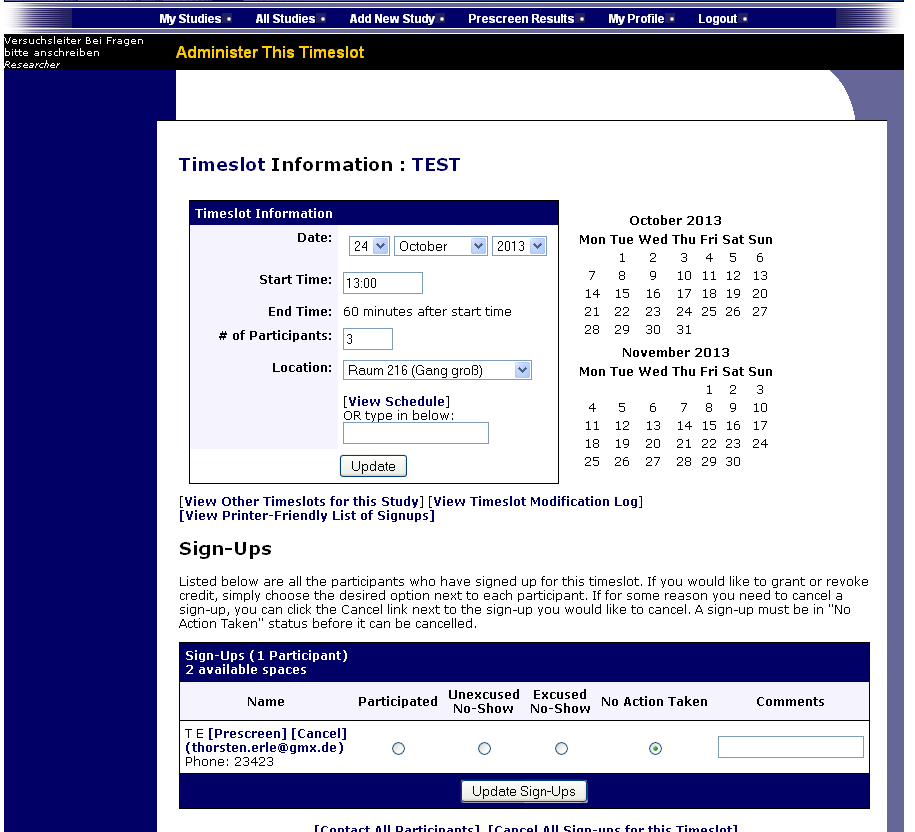 My Studies All Studies Add New Study Prescreen Results My Profile Logout
Versuchsleiter Bei Fragen
bitte anschreiben
Researcher
Administer This Timeslot
Timeslot Information : TEST
Timeslot Information
Date:
24 October 2013
Start Time:
13:00
End Time: 60 minutes after start time
# of Participants:
3
Location:
Raum 216 (Gang groß)
[View Schedule]
OR type in below:
Update
October 2013
Mon Tue Wed Thu Fri Sat Sun
1 2 3 4 5 6
7 8 9 10 11 12 13
14 15 16 17 18 19 20
21 22 23 24 25 26 27
28 29 30 31
November 2013
Mon Tue Wed Thu Fri Sat Sun
1 2 3
4 5 6 7 8 9 10
11 12 13 14 15 16 17
18 19 20 21 22 23 24
25 26 27 28 29 30
[View Other Timeslots for this Study] [View Timeslot Modification Log]
[View Printer-Friendly List of Signups]
Sign-Ups
Listed below are all the participants who have signed up for this timeslot. If you would like to grant or revoke
credit, simply choose the desired option next to each participant. If for some reason you need to cancel a
sign-up, you can click the Cancel link next to the sign-up you would like to cancel. A sign-up must be in "No
Action Taken" status before it can be cancelled.
Sign-Ups (1 Participant)
2 available spaces
Name Participated Unexcused No-Show Excused No-Show No Action Taken Comments
T E [Prescreen] [Cancel]
(thorsten.erle@gmx.de)
Phone: 23423
Update Sign-Ups
[Contact All Participants] [Cancel All Sign-ups for this Timeslot]